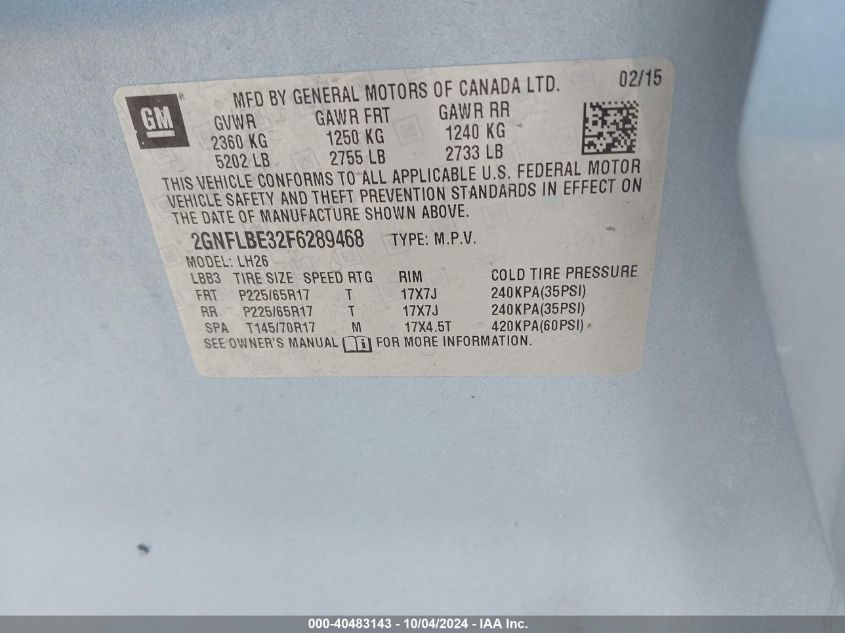 GM
MFD BY GENERAL MOTORS OF CANADA LTD. 02/15
GVWR GAWR FRT GAWR RR
2360 KG 1250 KG 1240 KG
5202 LB 2755 LB 2733 LB
THIS VEHICLE CONFORMS TO ALL APPLICABLE U.S. FEDERAL MOTOR
VEHICLE SAFETY AND THEFT PREVENTION STANDARDS IN EFFECT ON
THE DATE OF MANUFACTURE SHOWN ABOVE.
2GNFLBE32F6289468 TYPE: M.P.V.
MODEL: LH26
LBB3 TIRE SIZE SPEED RTG RIM COLD TIRE PRESSURE
FRT P225/65R17 T 17X7J 240KPA(35PSI)
RR P225/65R17 T 17X7J 240KPA(35PSI)
SPA T145/70R17 M 17X4.5T 420KPA(60PSI)
SEE OWNER'S MANUAL FOR MORE INFORMATION.
000-40483143 - 10/04/2024 - IAA Inc.